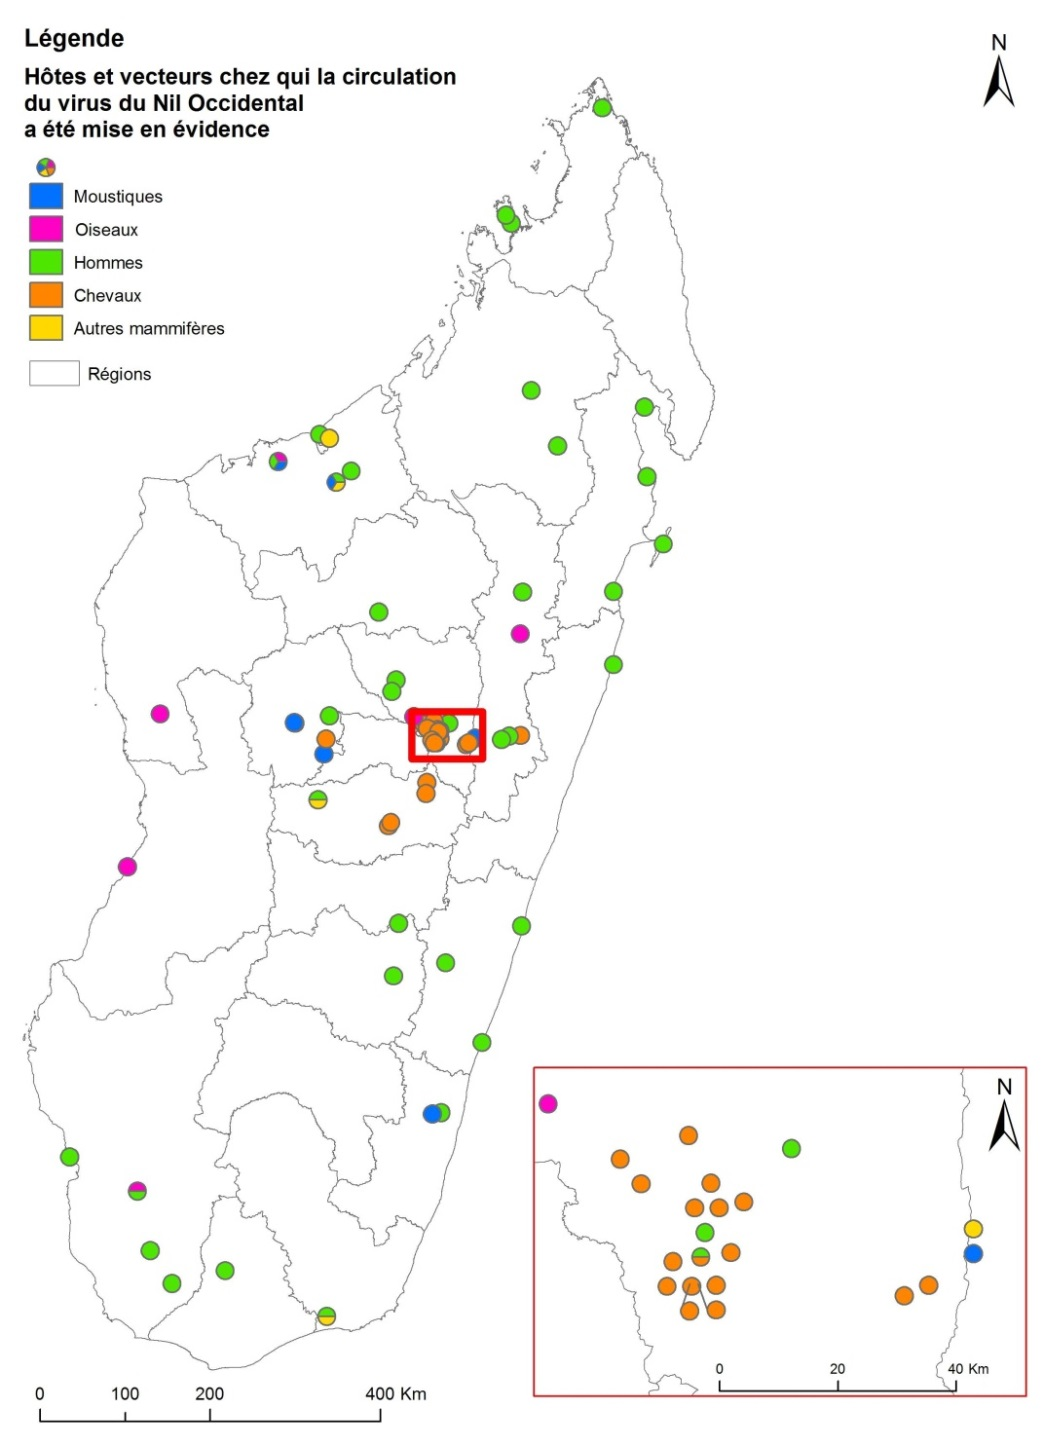 Légende
Hôtes et vecteurs chez qui la circulation
du virus du Nil Occidental
a été mise en évidence
Moustiques
Oiseaux
Hommes
Chevaux
Autres mammifères
Régions
N
N
0 20 40 Km
0 100 200 400 Km